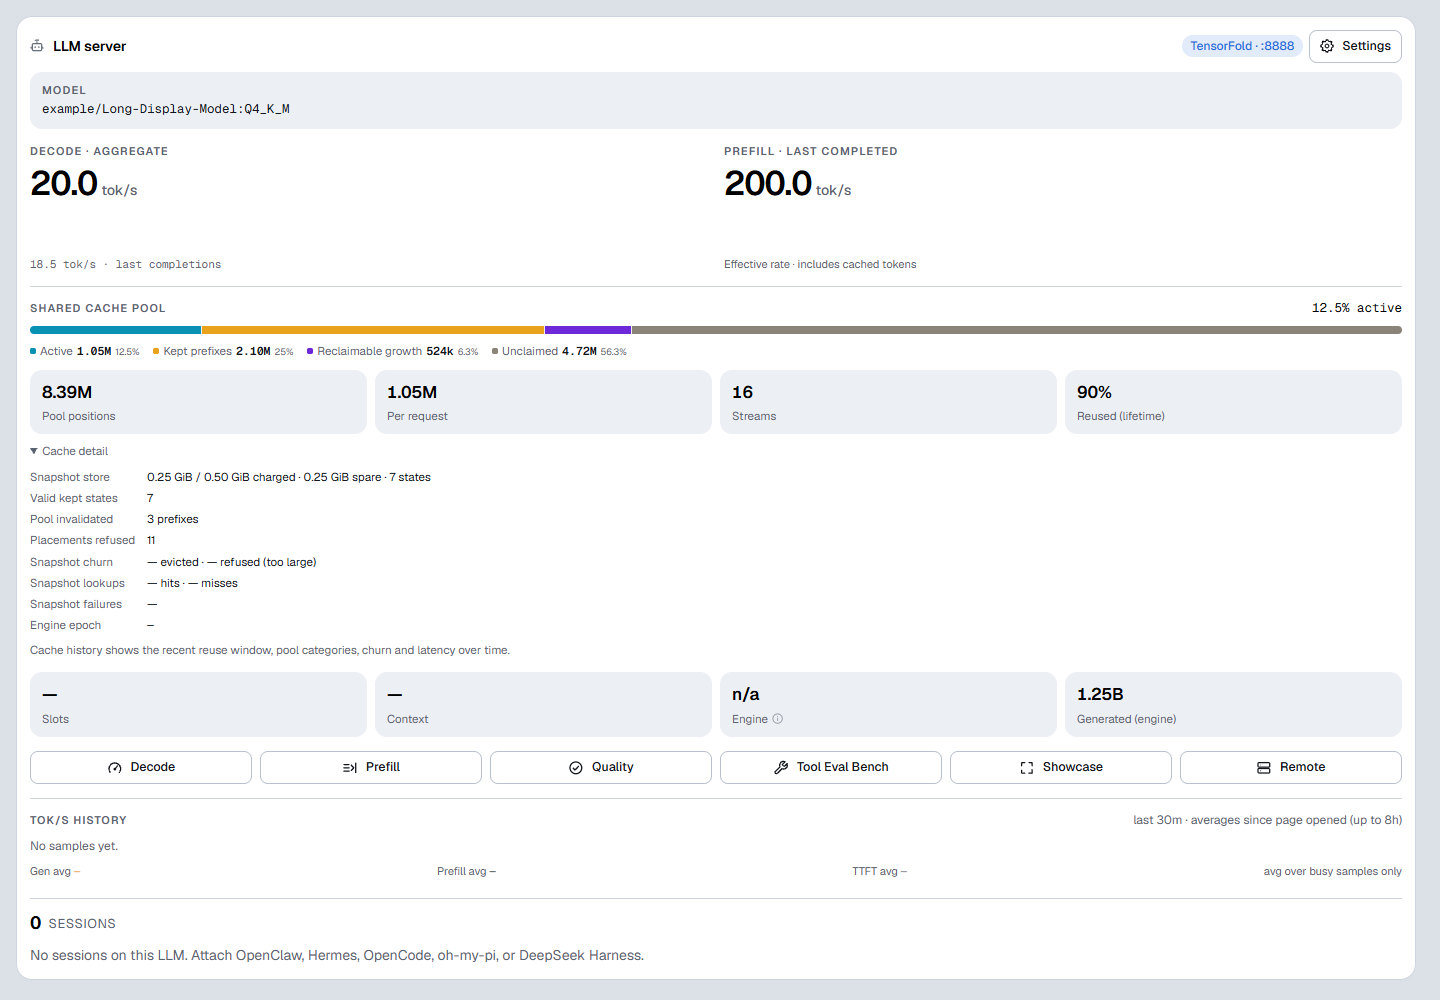 LLM server
TensorFold · :8888
Settings
MODEL
example/Long-Display-Model:Q4_K_M
DECODE · AGGREGATE
20.0 tok/s
18.5 tok/s · last completions
PREFILL · LAST COMPLETED
200.0 tok/s
Effective rate · includes cached tokens
SHARED CACHE POOL
12.5% active
Active 1.05M 12.5% Kept prefixes 2.10M 25% Reclaimable growth 524k 6.3% Unclaimed 4.72M 56.3%
8.39M
Pool positions
1.05M
Per request
16
Streams
90%
Reused (lifetime)
▼ Cache detail
Snapshot store 0.25 GiB / 0.50 GiB charged · 0.25 GiB spare · 7 states
Valid kept states 7
Pool invalidated 3 prefixes
Placements refused 11
Snapshot churn — evicted · — refused (too large)
Snapshot lookups — hits · — misses
Snapshot failures —
Engine epoch –
Cache history shows the recent reuse window, pool categories, churn and latency over time.
—
Slots
—
Context
n/a
Engine
1.25B
Generated (engine)
Decode
Prefill
Quality
Tool Eval Bench
Showcase
Remote
TOK/S HISTORY
last 30m · averages since page opened (up to 8h)
No samples yet.
Gen avg –
Prefill avg –
TTFT avg –
avg over busy samples only
0 SESSIONS
No sessions on this LLM. Attach OpenClaw, Hermes, OpenCode, oh-my-pi, or DeepSeek Harness.